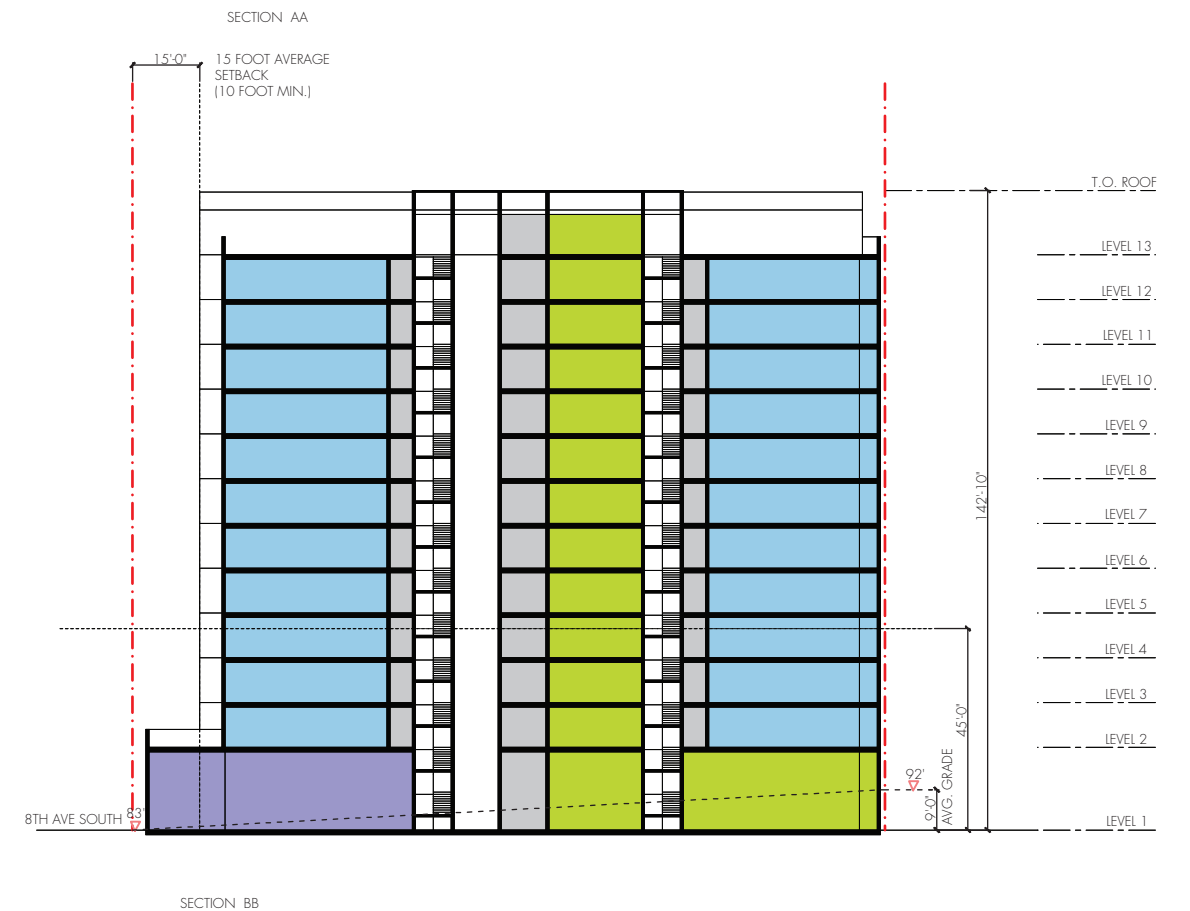 SECTION AA
15'-0"
15 FOOT AVERAGE
SETBACK
(10 FOOT MIN.)
T.O. ROOF
LEVEL 13
LEVEL 12
LEVEL 11
LEVEL 10
LEVEL 9
LEVEL 8
142'-10"
LEVEL 7
LEVEL 6
LEVEL 5
LEVEL 4
LEVEL 3
45'-0"
LEVEL 2
92'
9'-0"
AVG. GRADE
8TH AVE SOUTH
83'
LEVEL 1
SECTION BB